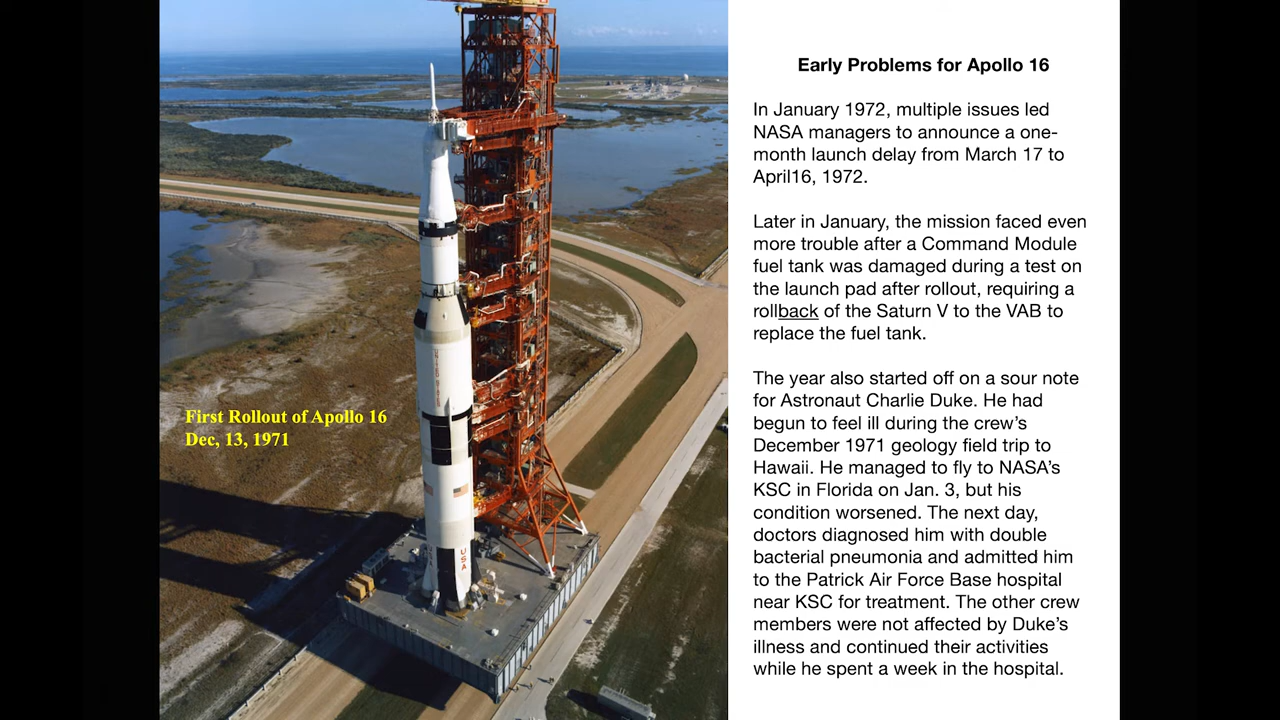 Early Problems for Apollo 16
In January 1972, multiple issues led
NASA managers to announce a one-
month launch delay from March 17 to
April16, 1972.
Later in January, the mission faced even
more trouble after a Command Module
fuel tank was damaged during a test on
the launch pad after rollout, requiring a
rollback of the Saturn V to the VAB to
replace the fuel tank.
The year also started off on a sour note
for Astronaut Charlie Duke. He had
begun to feel ill during the crew’s
December 1971 geology field trip to
Hawaii. He managed to fly to NASA’s
KSC in Florida on Jan. 3, but his
condition worsened. The next day,
doctors diagnosed him with double
bacterial pneumonia and admitted him
to the Patrick Air Force Base hospital
near KSC for treatment. The other crew
members were not affected by Duke’s
illness and continued their activities
while he spent a week in the hospital.
First Rollout of Apollo 16
Dec, 13, 1971
USA